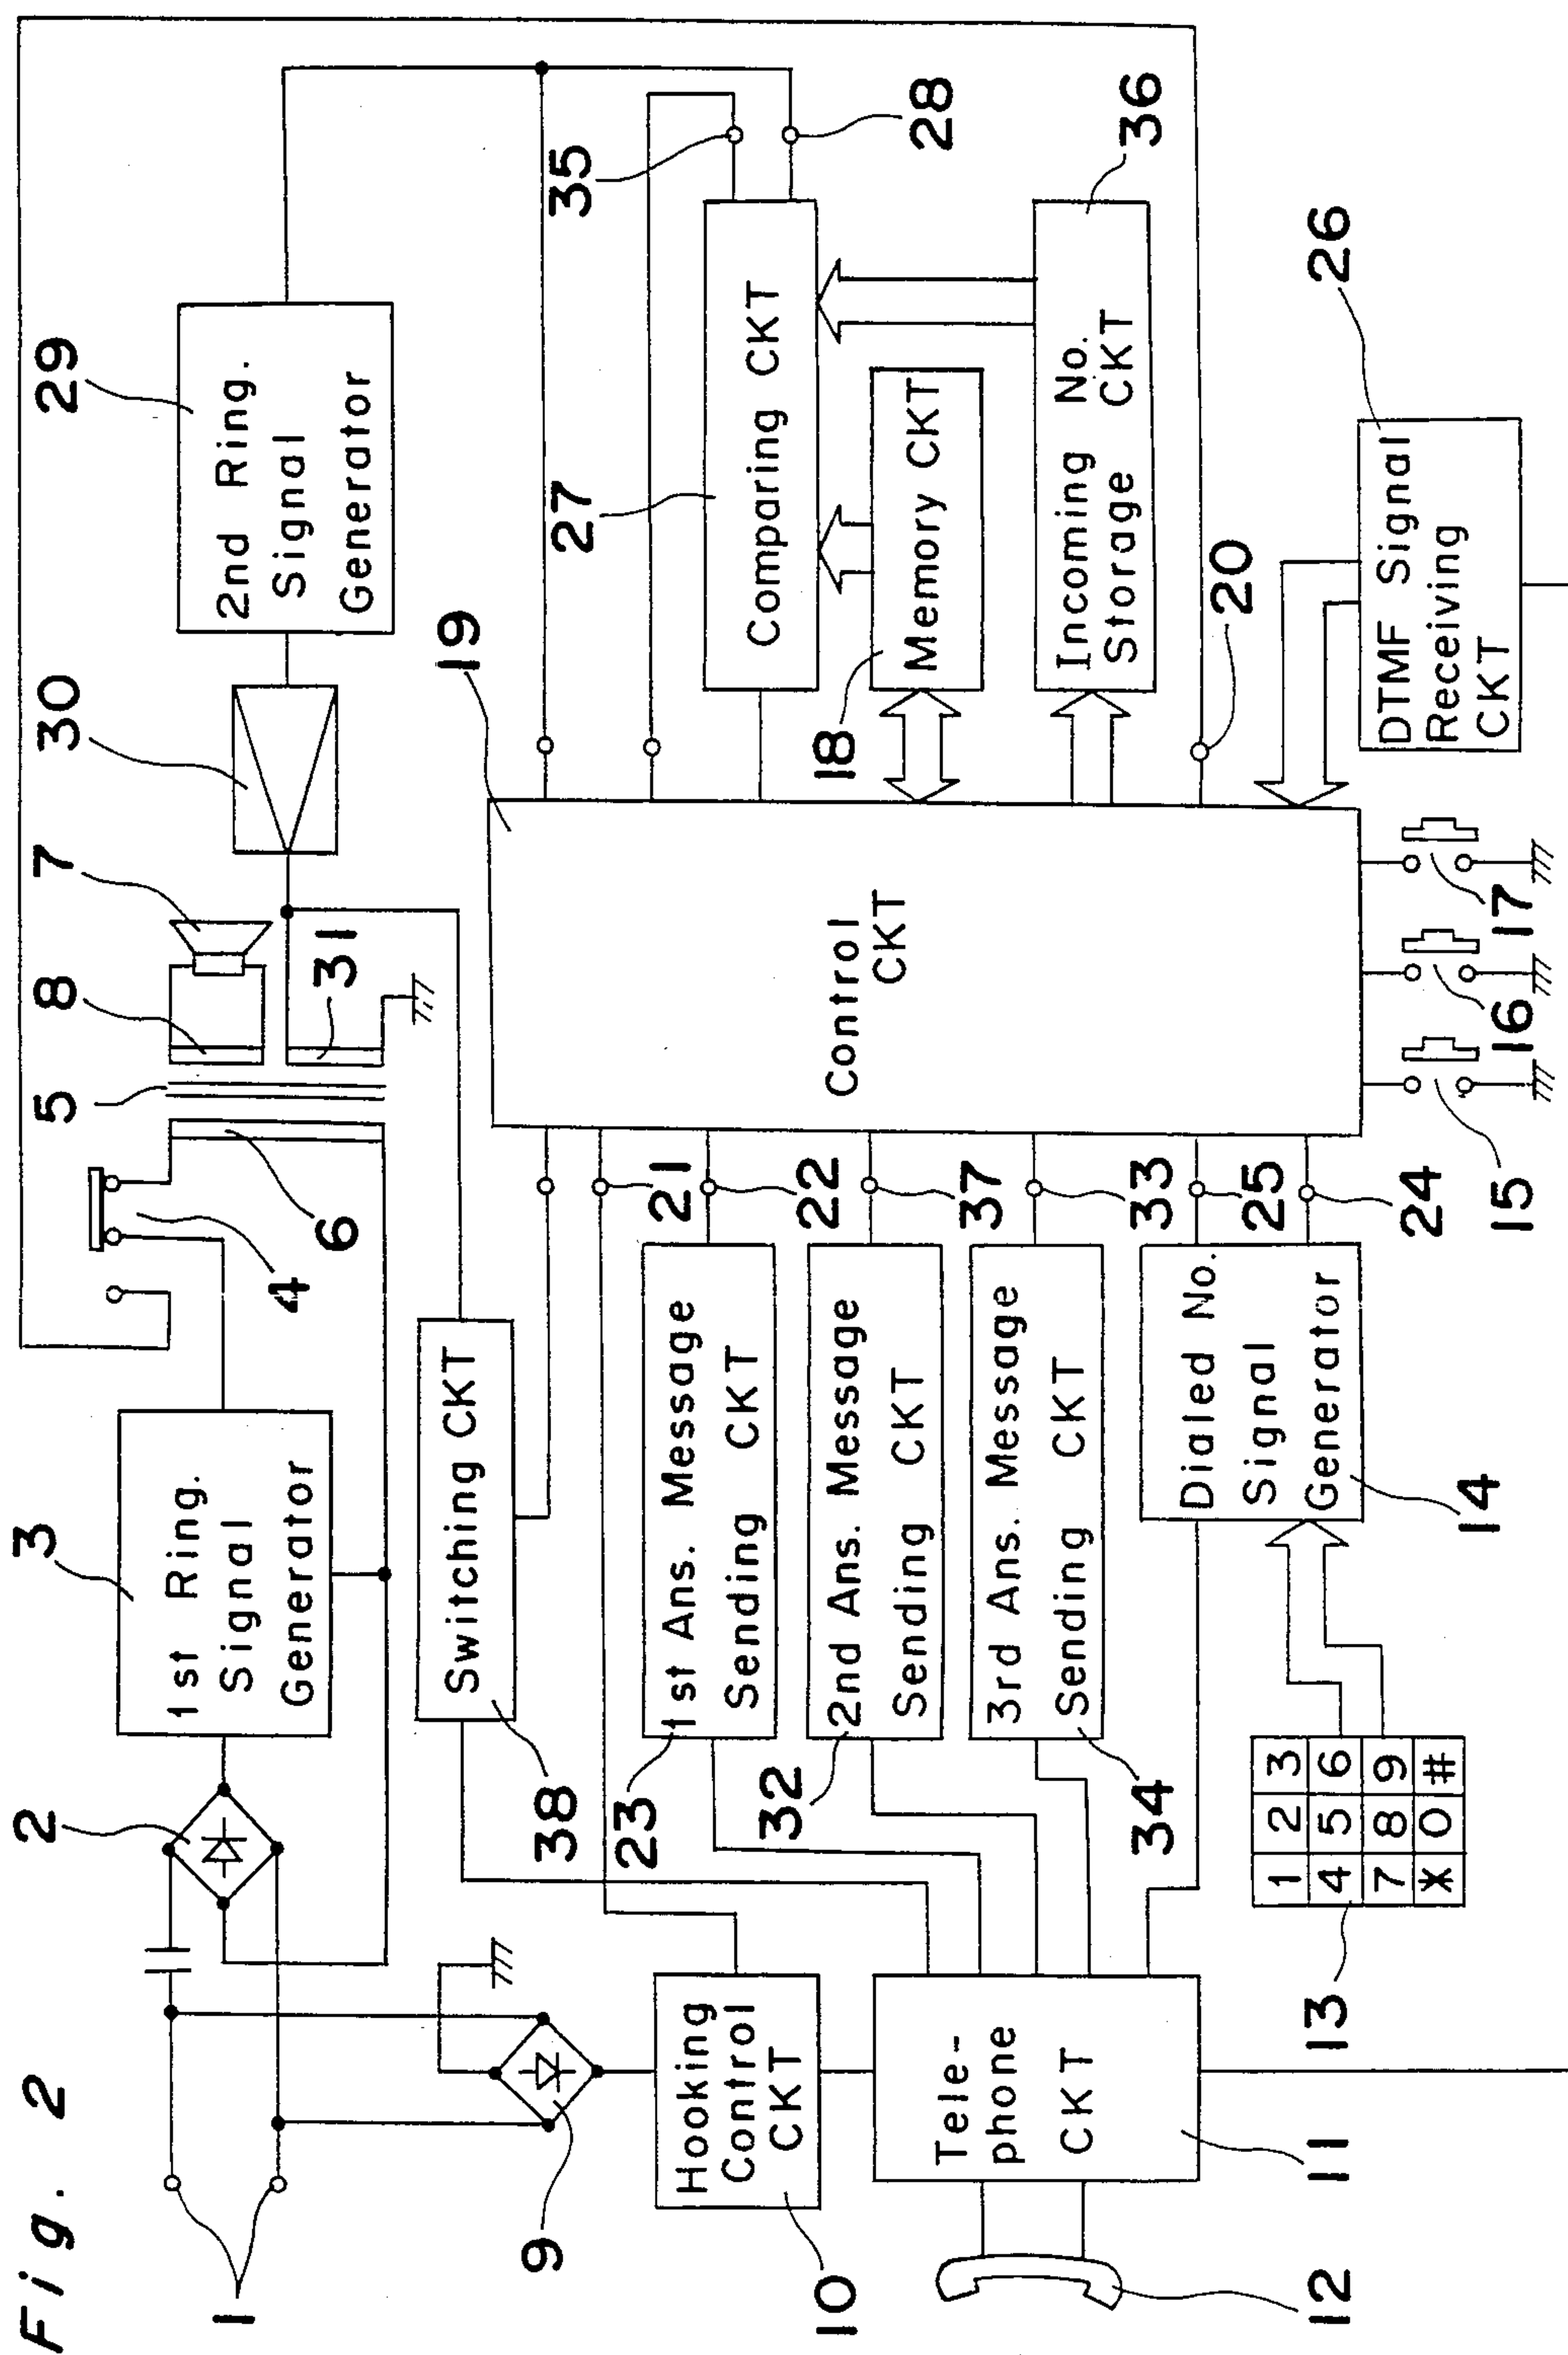 Fig. 2
1
2
3
1st Ring.
Signal
Generator
4
5
6
7
8
30
31
29
2nd Ring.
Signal
Generator
9
10
Hooking
Control
CKT
38
Switching CKT
19
Control
CKT
35
28
27
Comparing CKT
18
Memory CKT
36
Incoming No.
Storage CKT
20
26
DTMF Signal
Receiving
CKT
21
23
1st Ans. Message
Sending CKT
22
32
2nd Ans. Message
Sending CKT
37
34
3rd Ans. Message
Sending CKT
33
25
24
Dialed No.
Signal
Generator
14
11
Tele-
phone
CKT
12
13
1 2 3
4 5 6
7 8 9
* 0 #
15
16
17